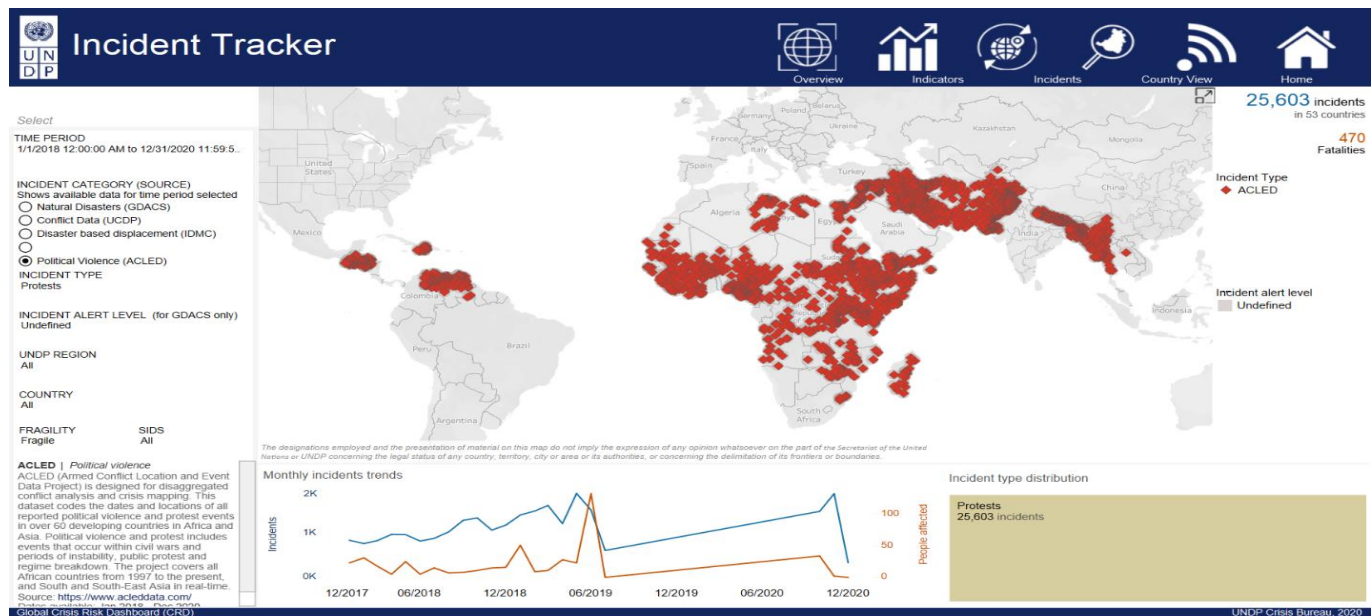 UN
DP
Incident Tracker
Overview
Indicators
Incidents
Country View
Home
Select
TIME PERIOD
1/1/2018 12:00:00 AM to 12/31/2020 11:59:5..
INCIDENT CATEGORY (SOURCE)
Shows available data for time period selected
Natural Disasters (GDACS)
Conflict Data (UCDP)
Disaster based displacement (IDMC)
Political Violence (ACLED)
INCIDENT TYPE
Protests
INCIDENT ALERT LEVEL (for GDACS only)
Undefined
UNDP REGION
All
COUNTRY
All
FRAGILITY SIDS
Fragile All
ACLED | Political violence
ACLED (Armed Conflict Location and Event
Data Project) is designed for disaggregated
conflict analysis and crisis mapping. This
dataset codes the dates and locations of all
reported political violence and protest events
in over 60 developing countries in Africa and
Asia. Political violence and protest includes
events that occur within civil wars and
periods of instability, public protest and
regime breakdown. The project covers all
African countries from 1997 to the present,
and South and South-East Asia in real-time.
Source: https://www.acleddata.com/
Dates available: Jan 2018 - Dec 2020
United
States
Mexico
Colombia
Peru
Brazil
Argentina
Germany
Poland
Belarus
Ukraine
France
Italy
Spain
Turkey
Kazakhstan
Mongolia
China
Algeria
Egypt
Saudi
Arabia
Sudan
India
Indonesia
South
Africa
25,603 incidents
in 53 countries
470
Fatalities
Incident Type
ACLED
Incident alert level
Undefined
The designations employed and the presentation of material on this map do not imply the expression of any opinion whatsoever on the part of the Secretariat of the United
Nations or UNDP concerning the legal status of any country, territory, city or area or its authorities, or concerning the delimitation of its frontiers or boundaries.
Monthly incidents trends
2K
1K
0K
Incidents
100
50
0
People affected
12/2017
06/2018
12/2018
06/2019
12/2019
06/2020
12/2020
Incident type distribution
Protests
25,603 incidents
Global Crisis Risk Dashboard (CRD)
UNDP Crisis Bureau, 2020